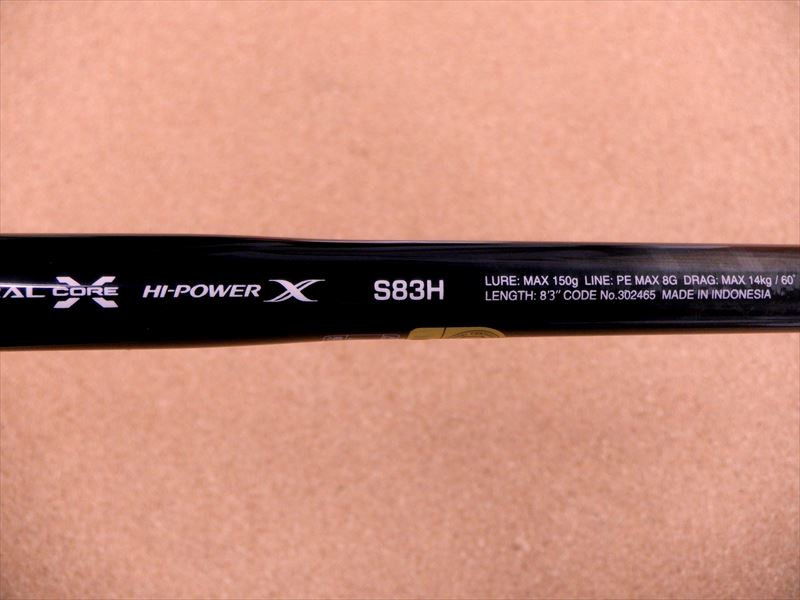 AL CORE HI-POWER X S83H
LURE: MAX 150g LINE: PE MAX 8G DRAG: MAX 14kg / 60°
LENGTH: 8'3" CODE No.302465 MADE IN INDONESIA